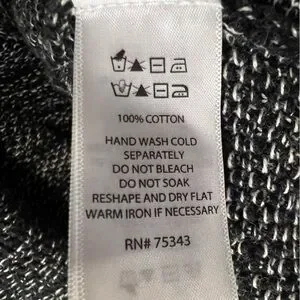 100% COTTON
HAND WASH COLD
SEPARATELY
DO NOT BLEACH
DO NOT SOAK
RESHAPE AND DRY FLAT
WARM IRON IF NECESSARY
RN# 75343